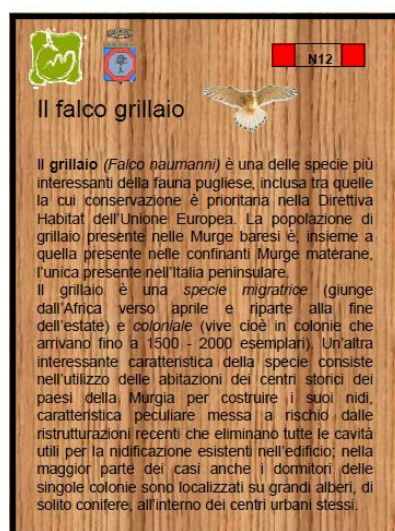 N12
Il falco grillaio
Il grillaio (Falco naumanni) è una delle specie più
interessanti della fauna pugliese, inclusa tra quelle
la cui conservazione è prioritaria nella Direttiva
Habitat dell'Unione Europea. La popolazione di
grillaio presente nelle Murge baresi è, insieme a
quella presente nelle confinanti Murge materane,
l'unica presente nell'Italia peninsulare.
Il grillaio è una specie migratrice (giunge
dall'Africa verso aprile e riparte alla fine
dell'estate) e coloniale (vive cioè in colonie che
arrivano fino a 1500 - 2000 esemplari). Un'altra
interessante caratteristica della specie consiste
nell'utilizzo delle abitazioni dei centri storici dei
paesi della Murgia per costruire i suoi nidi,
caratteristica peculiare messa a rischio dalle
ristrutturazioni recenti che eliminano tutte le cavità
utili per la nidificazione esistenti nell'edificio; nella
maggior parte dei casi anche i dormitori delle
singole colonie sono localizzati su grandi alberi, di
solito conifere, all'interno dei centri urbani stessi.